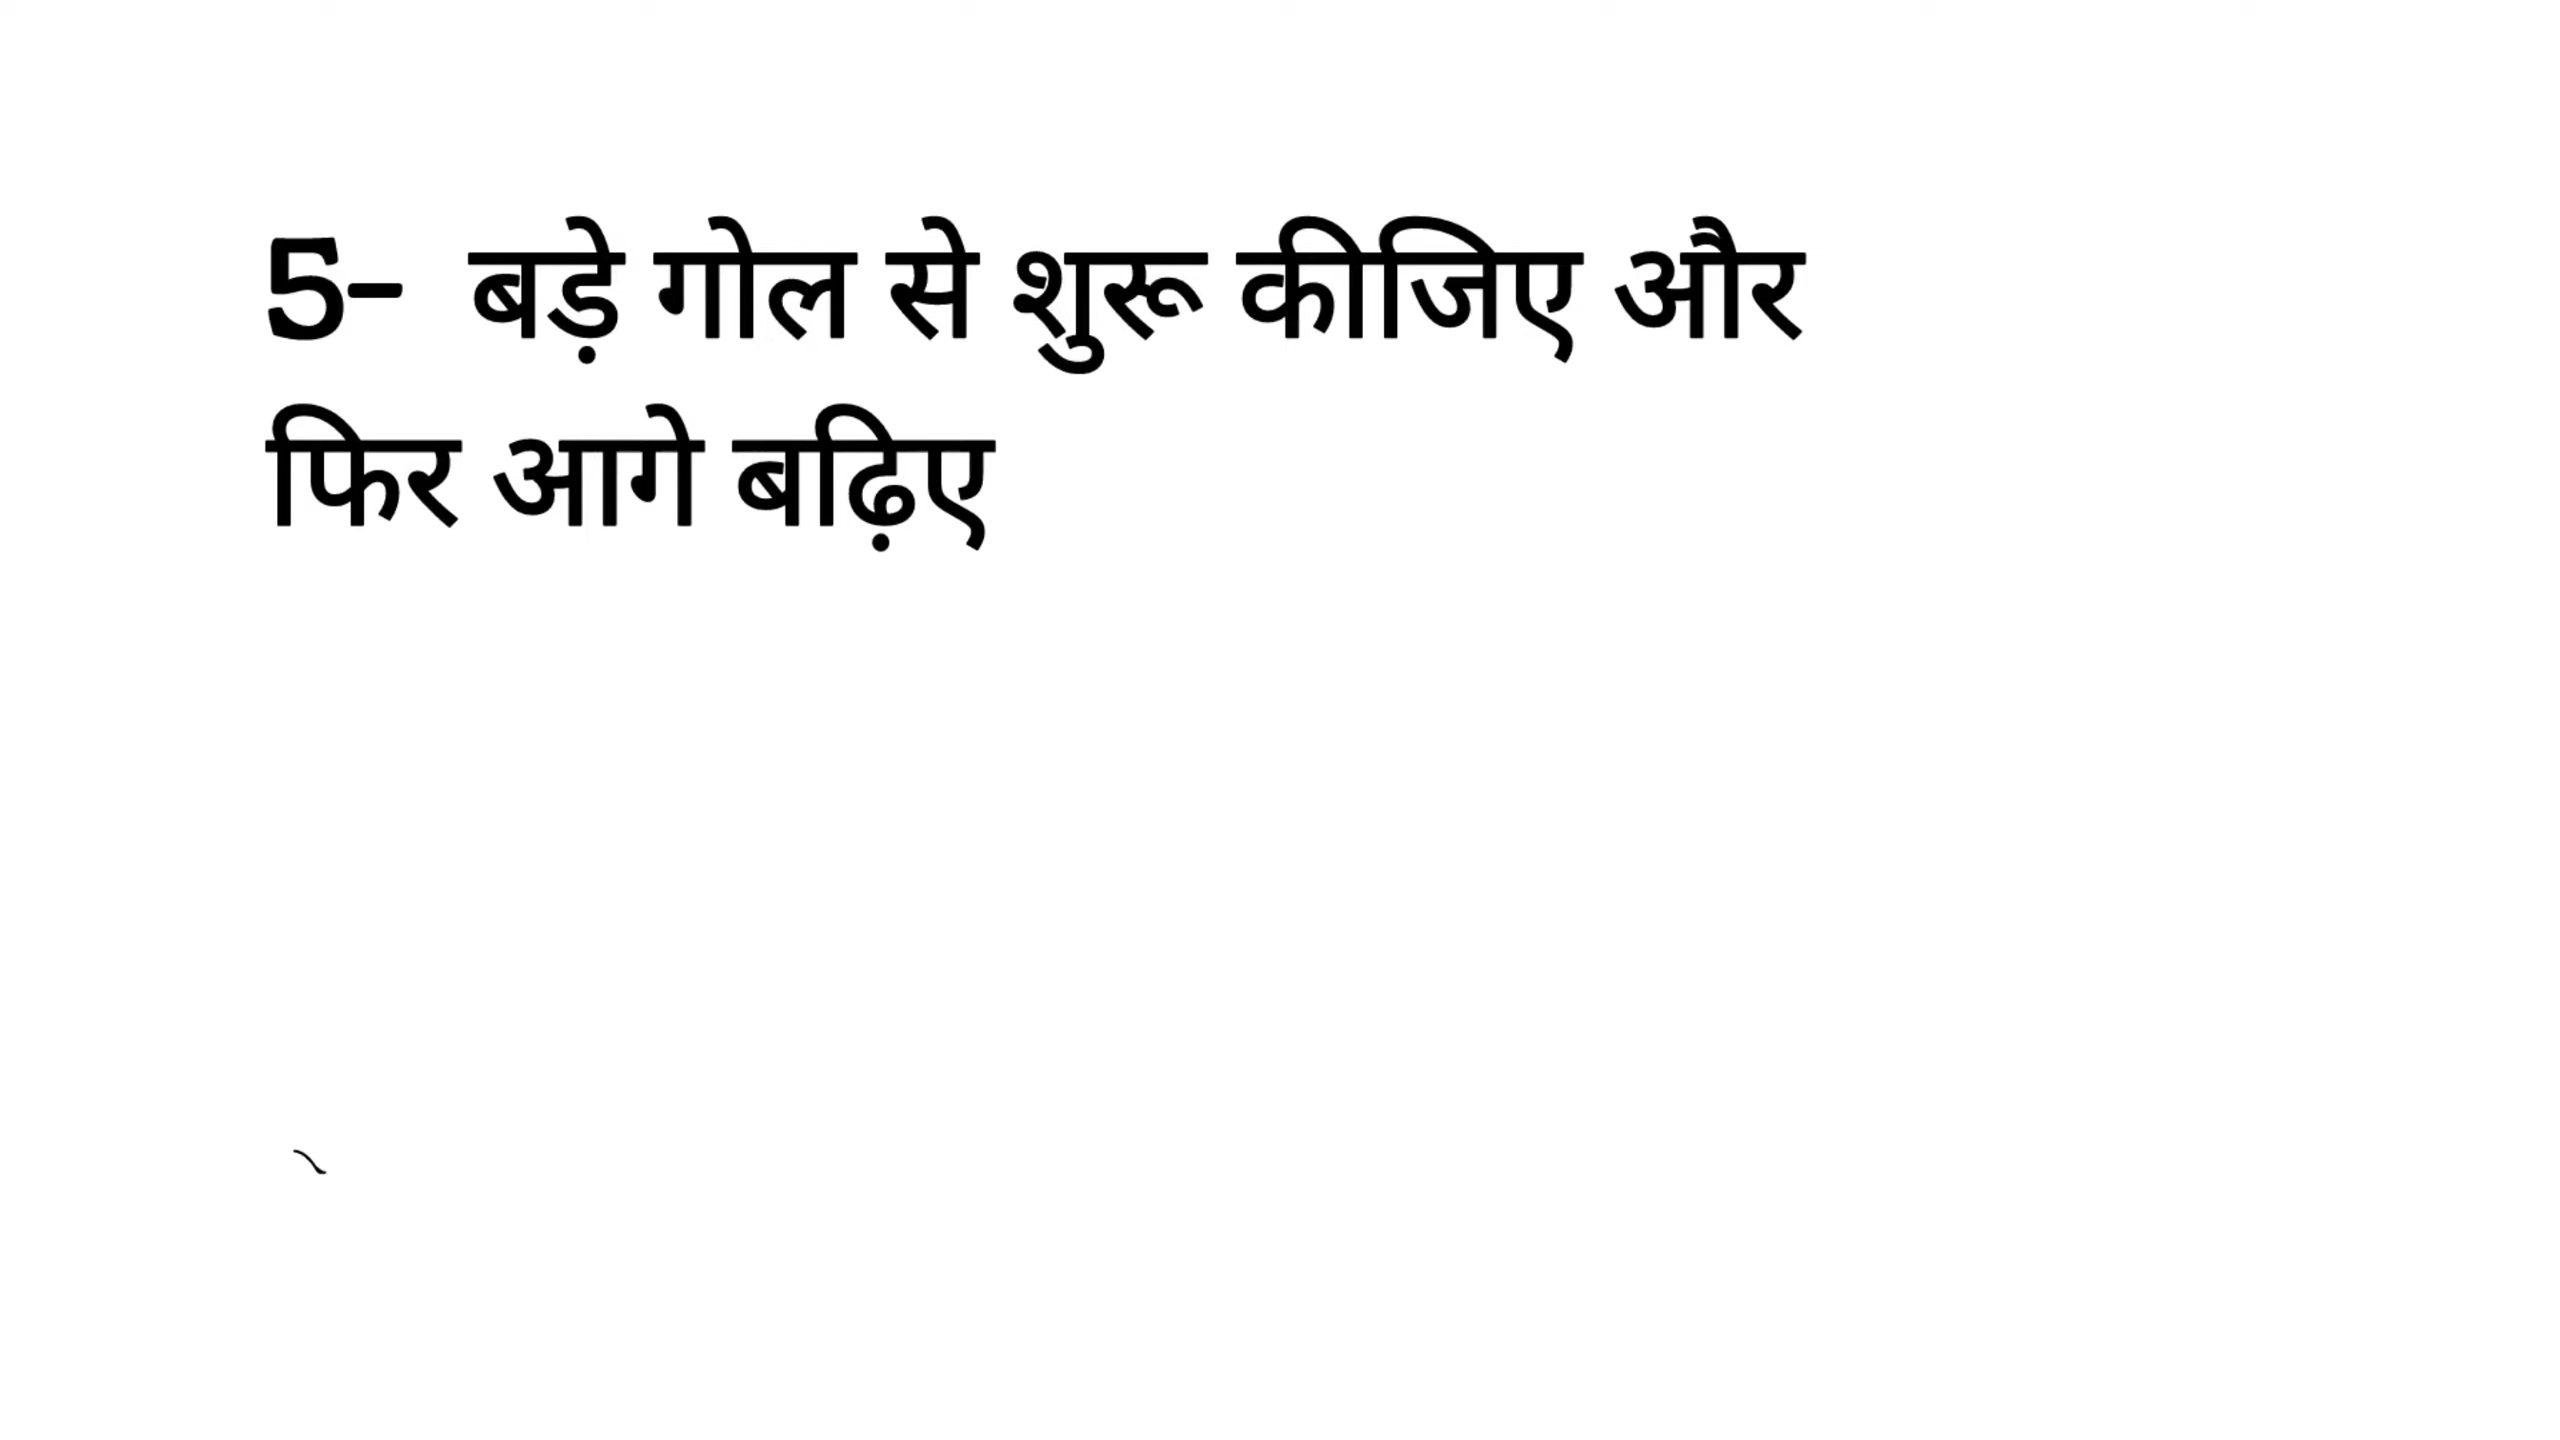 5- बड़े गोल से शुरू कीजिए और
फिर आगे बढ़िए